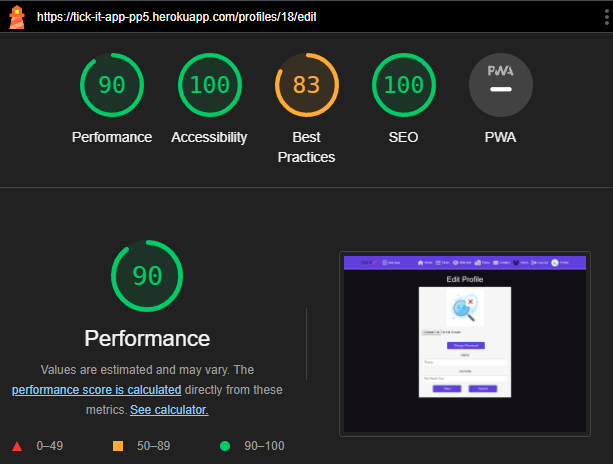 https://tick-it-app-pp5.herokuapp.com/profiles/18/edit
90
100
83
100
PWA
Performance
Accessibility
Best
Practices
SEO
PWA
90
Performance
Values are estimated and may vary. The
performance score is calculated directly from these
metrics. See calculator.
0–49
50–89
90–100
Edit Profile